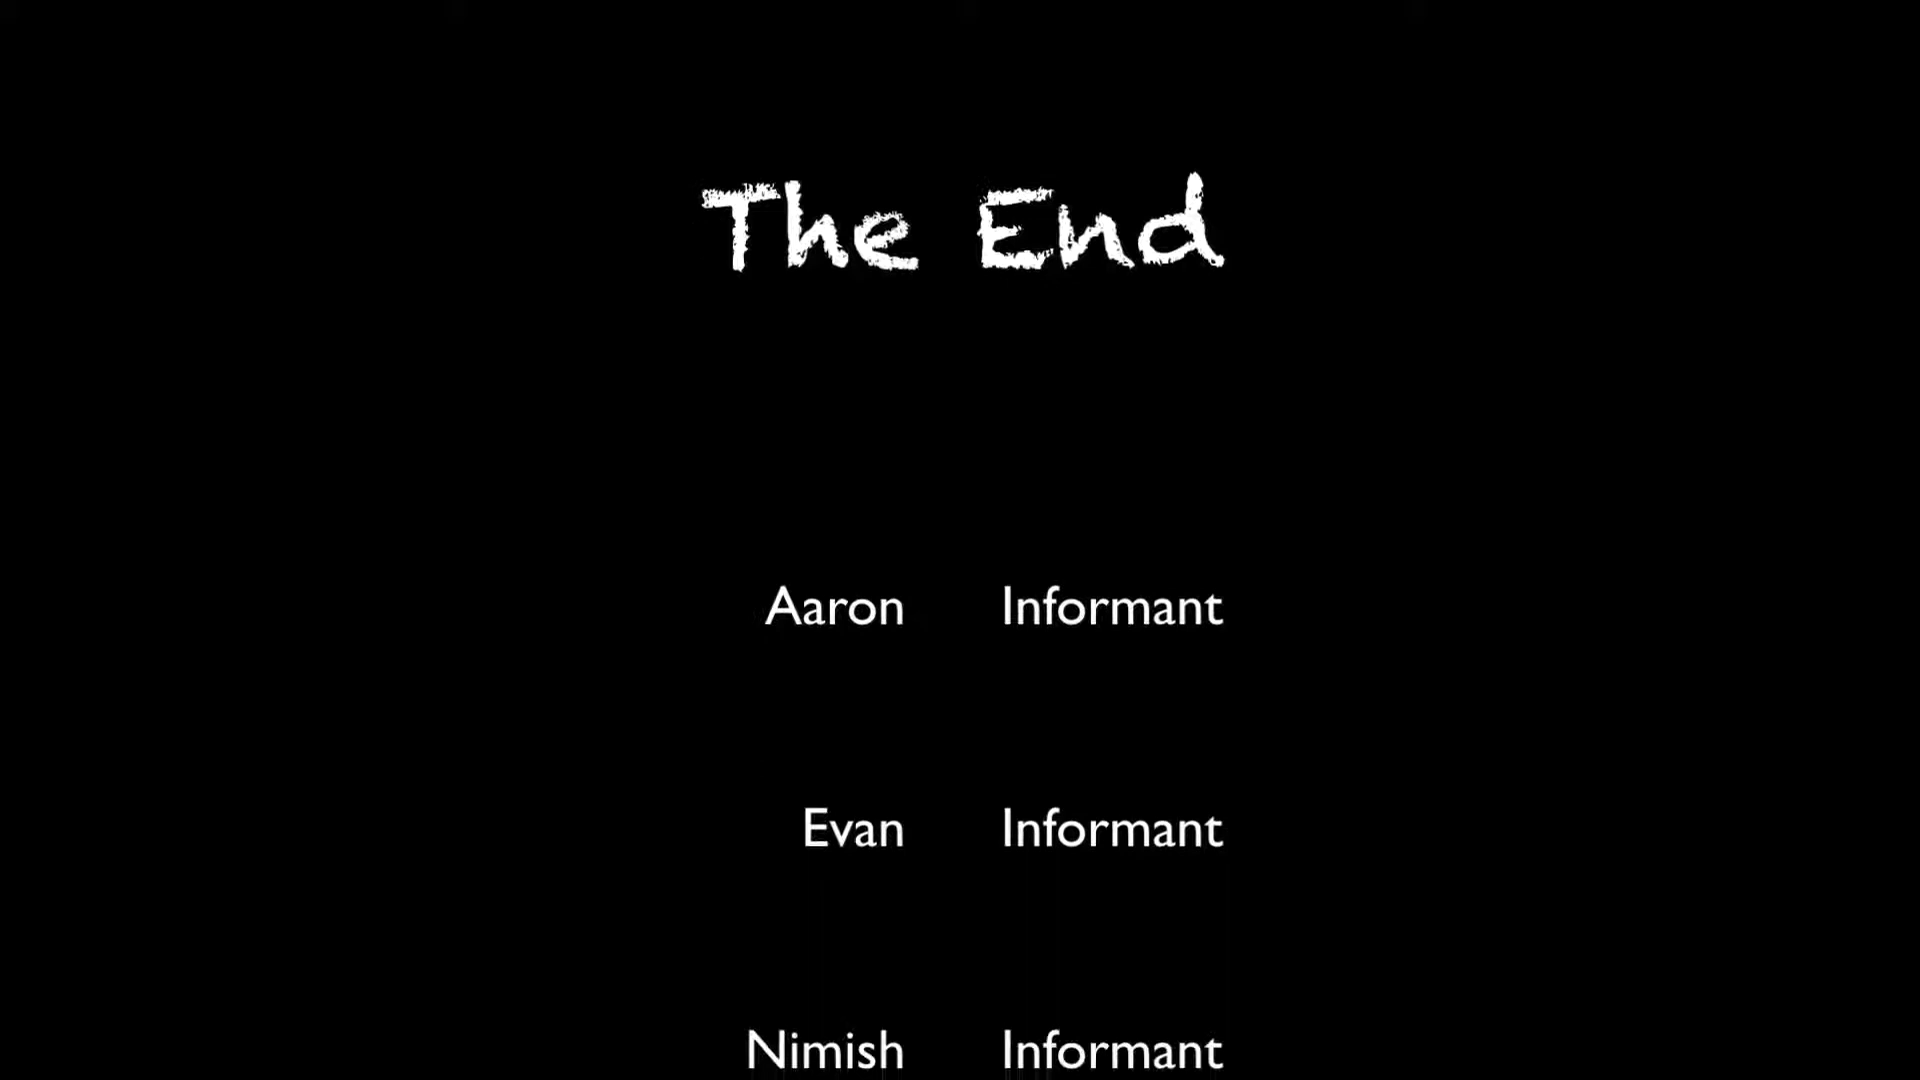 The End
Aaron Informant
Evan Informant
Nimish Informant